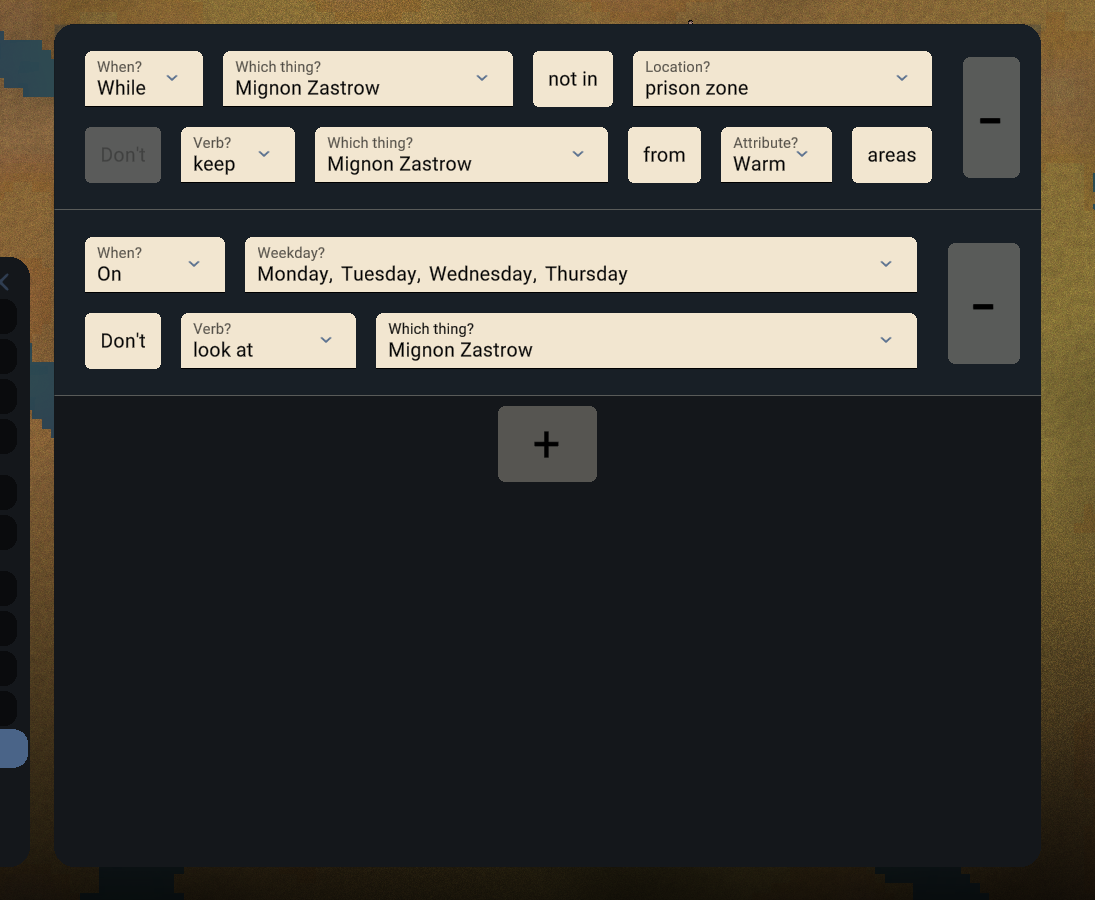 When? Which thing? Location?
While Mignon Zastrow not in prison zone
Verb? Which thing? Attribute?
Don't keep Mignon Zastrow from Warm areas
When? Weekday?
On Monday, Tuesday, Wednesday, Thursday
Verb? Which thing?
Don't look at Mignon Zastrow
+